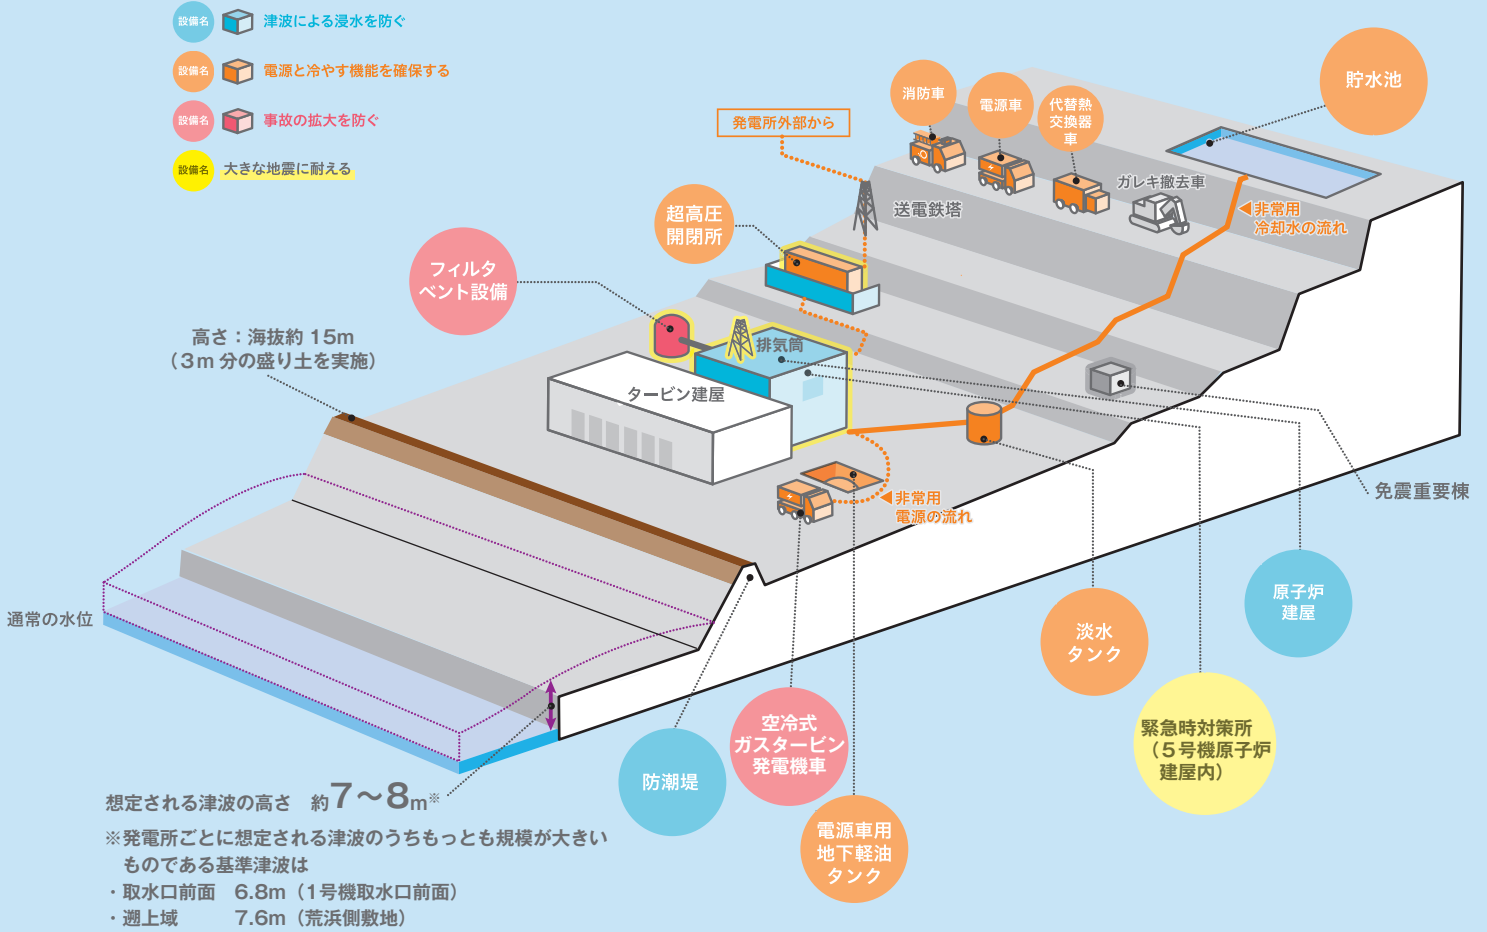 設備名 津波による浸水を防ぐ
設備名 電源と冷やす機能を確保する
設備名 事故の拡大を防ぐ
設備名 大きな地震に耐える
発電所外部から
消防車
電源車
代替熱
交換器
車
貯水池
ガレキ撤去車
送電鉄塔
◀非常用
冷却水の流れ
超高圧
開閉所
フィルタ
ベント設備
高さ：海抜約 15m
（3m 分の盛り土を実施）
排気筒
タービン建屋
◀非常用
電源の流れ
免震重要棟
通常の水位
原子炉
建屋
淡水
タンク
緊急時対策所
（5号機原子炉
建屋内）
空冷式
ガスタービン
発電機車
防潮堤
電源車用
地下軽油
タンク
想定される津波の高さ 約7〜8m※
※発電所ごとに想定される津波のうちもっとも規模が大きい
ものである基準津波は
・取水口前面 6.8m（1号機取水口前面）
・遡上域 7.6m（荒浜側敷地）